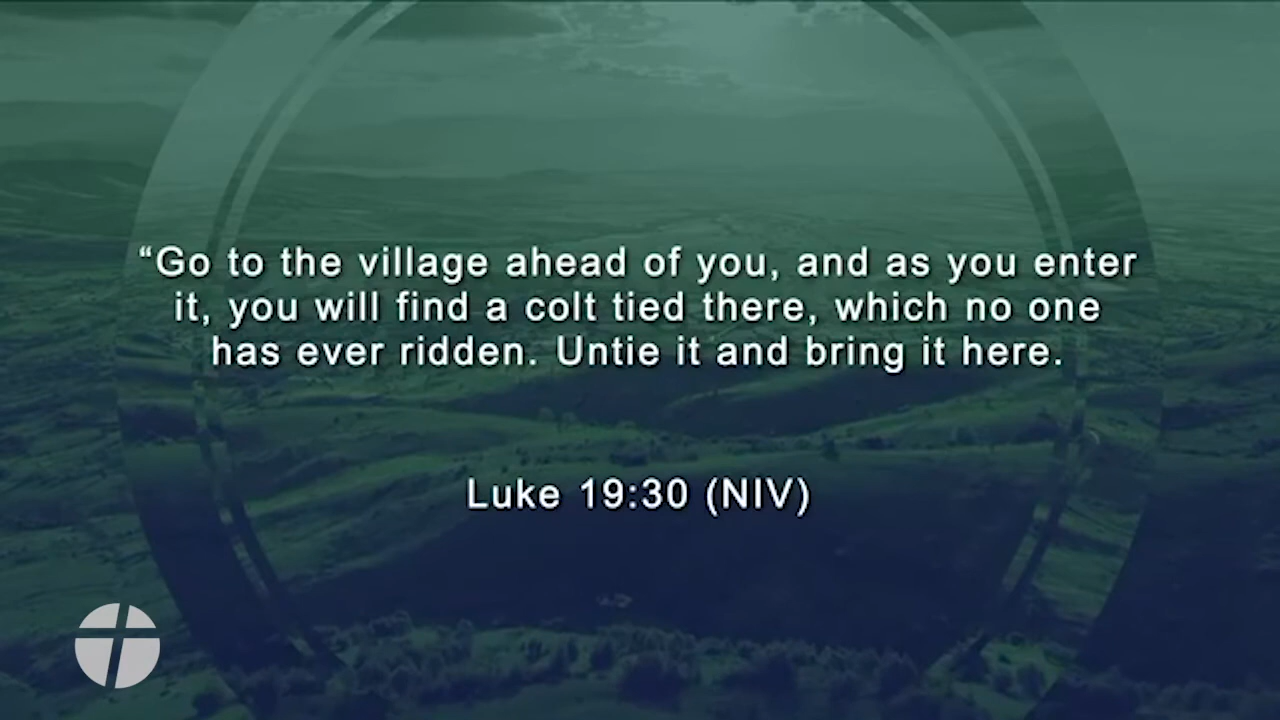 “Go to the village ahead of you, and as you enter
it, you will find a colt tied there, which no one
has ever ridden. Untie it and bring it here.
Luke 19:30 (NIV)